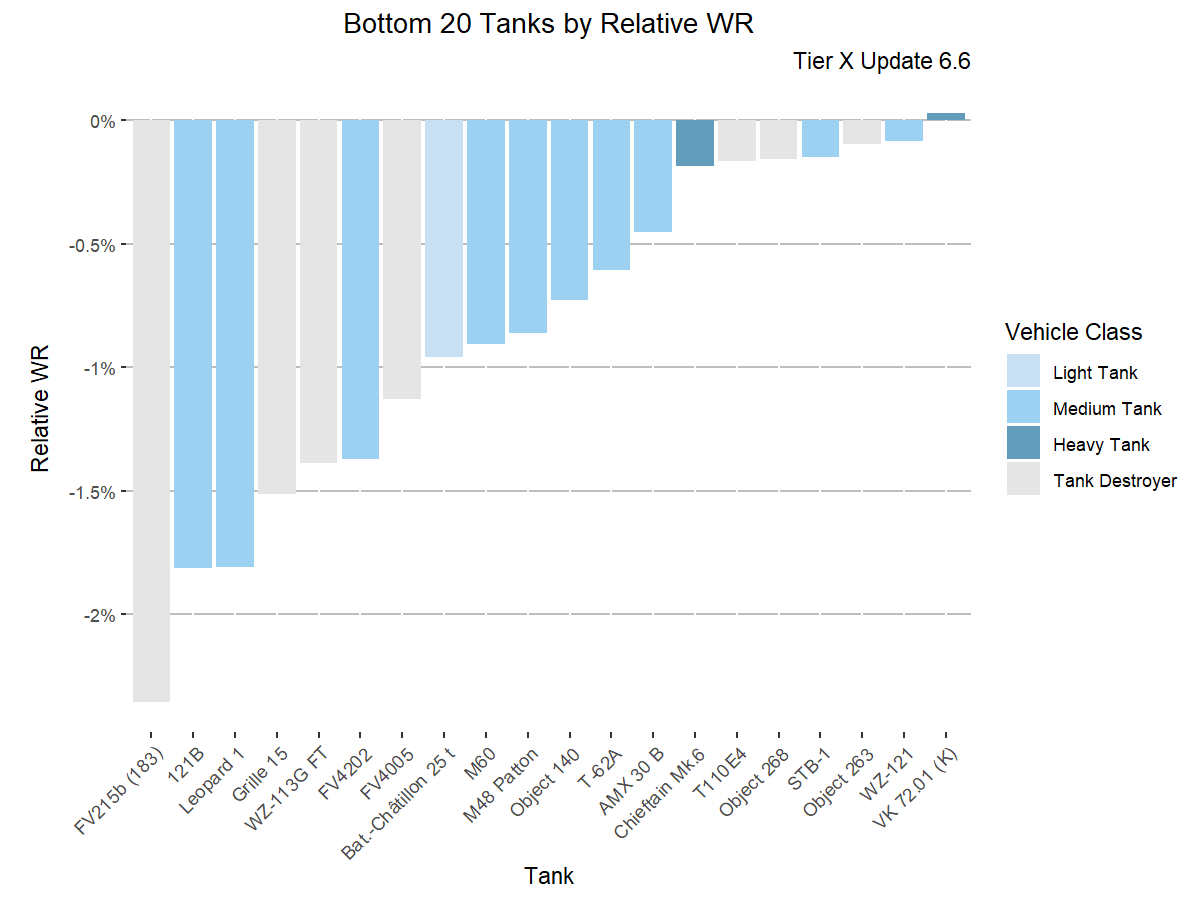 Bottom 20 Tanks by Relative WR
Tier X Update 6.6
0%
-0.5%
-1%
-1.5%
-2%
Relative WR
FV215b (183)
121B
Leopard 1
Grille 15
WZ-113G FT
FV4202
FV4005
Bat.-Châtillon 25 t
M60
M48 Patton
Object 140
T-62A
AMX 30 B
Chieftain Mk.6
T110E4
Object 268
STB-1
Object 263
WZ-121
VK 72.01 (K)
Tank
Vehicle Class
Light Tank
Medium Tank
Heavy Tank
Tank Destroyer